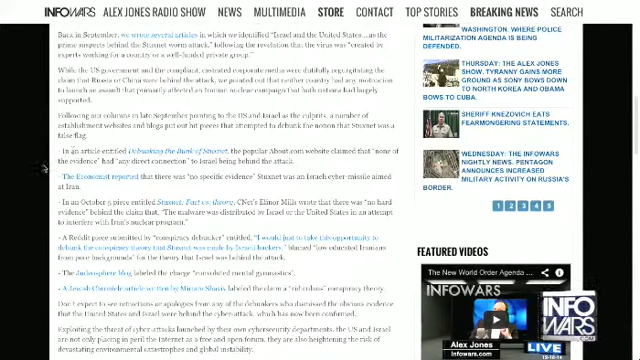 INFOWARS ALEX JONES RADIO SHOW NEWS MULTIMEDIA STORE CONTACT TOP STORIES BREAKING NEWS SEARCH
Back in September, we wrote several articles in which we identified "Israel and the United States...as the
prime suspects behind the Stuxnet worm attack," following the revelation that the virus was "created by
experts working for a country or a well-funded private group."
While the US government and the complaint, castrated corporate media were dutifully regurgitating the
claim that Russia or China were behind the attack, we pointed out that neither country had any motivation
to launch an assault that primarily affected an Iranian nuclear campaign that both nations had largely
supported.
Following our columns in late September pointing to the US and Israel as the culprits, a number of
establishment websites and blogs put out hit pieces that attempted to debunk the notion that Stuxnet was a
false flag.
- In an article entitled Debunking the Bunk of Stuxnet, the popular About.com website claimed that "none of
the evidence" had "any direct connection" to Israel being behind the attack.
- The Economist reported that there was "no specific evidence" Stuxnet was an Israeli cyber-missile aimed
at Iran.
- In an October 5 piece entitled Stuxnet: Fact vs. theory, CNet's Elinor Mills wrote that there was "no hard
evidence" behind the claim that, "The malware was distributed by Israel or the United States in an attempt
to interfere with Iran's nuclear program."
- A Reddit piece submitted by "conspiracy debunker" entitled, "I would just to take this opportunity to
debunk the conspiracy theory that Stuxnet was made by Israeli hackers," blamed "low educated Iranians
from poor backgrounds" for the theory that Israel was behind the attack.
- The Judeosphere blog labeled the charge "convoluted mental gymnastics".
- A Jewish Chronicle article written by Miriam Shaviv labeled the claim a "ridiculous" conspiracy theory.
Don't expect to see retractions or apologies from any of the debunkers who dismissed the obvious evidence
that the United States and Israel were behind the cyber-attack, which has now been confirmed.
Exploiting the threat of cyber-attacks launched by their own cybersecurity departments, the US and Israel
are not only placing in peril the Internet as a free and open forum, they are also heightening the risk of
devastating environmental catastrophes and global instability.
WASHINGTON, WHERE POLICE
MILITARIZATION AGENDA IS BEING
DEFENDED.
THURSDAY: THE ALEX JONES
SHOW. TYRANNY GAINS MORE
GROUND AS SONY BOWS DOWN
TO NORTH KOREA AND OBAMA
BOWS TO CUBA.
SHERIFF KNEZOVICH EATS
FEARMONGERING STATEMENTS.
WEDNESDAY: THE INFOWARS
NIGHTLY NEWS. PENTAGON
ANNOUNCES INCREASED
MILITARY ACTIVITY ON RUSSIA'S
BORDER.
1 2 3 4 5
FEATURED VIDEOS
The New World Order Agenda ...
INFOWARS
Alex Jones
Infowars.com
LIVE
INFO
WARS
.COM